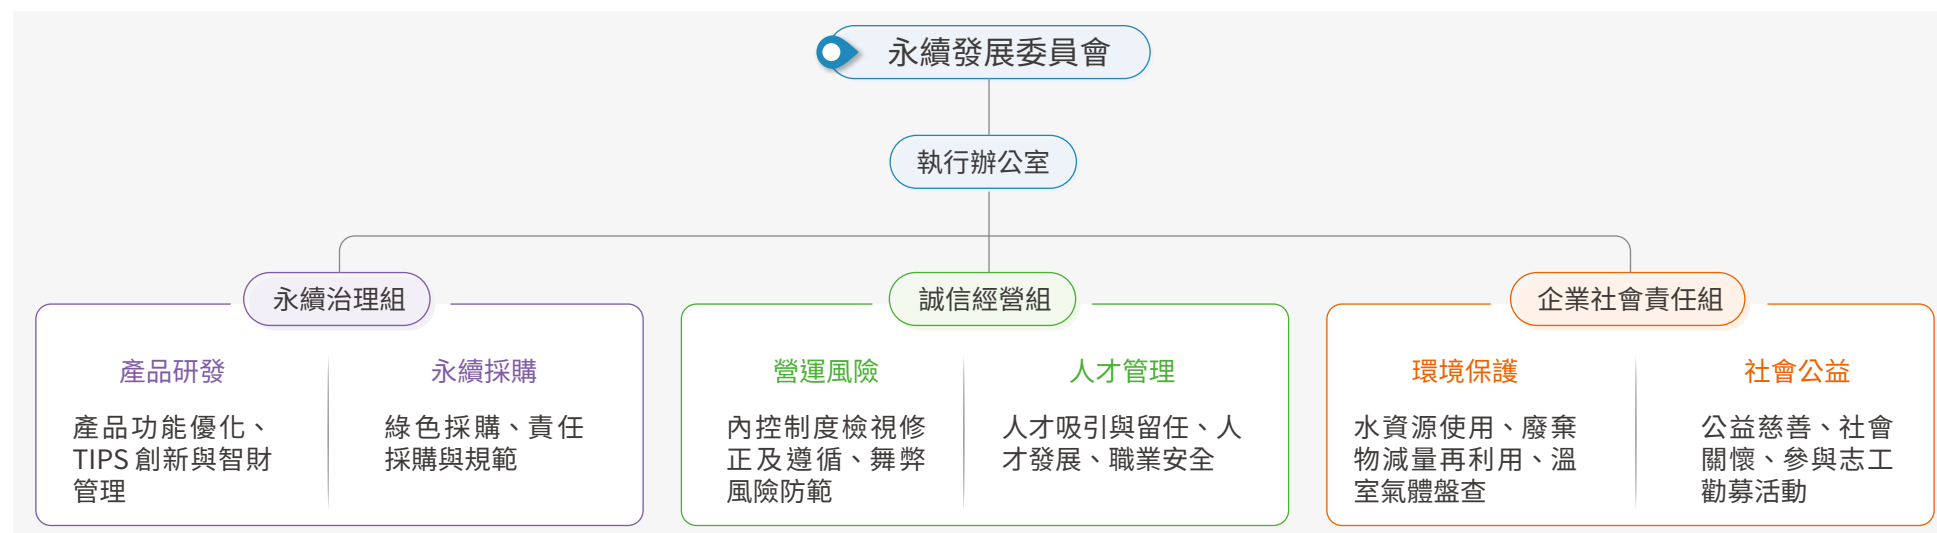 永續發展委員會
執行辦公室
永續治理組
產品研發
產品功能優化、
TIPS 創新與智財
管理
永續採購
綠色採購、責任
採購與規範
誠信經營組
營運風險
內控制度檢視修
正及遵循、舞弊
風險防範
人才管理
人才吸引與留任、人
才發展、職業安全
企業社會責任組
環境保護
水資源使用、廢棄
物減量再利用、溫
室氣體盤查
社會公益
公益慈善、社會
關懷、參與志工
勸募活動